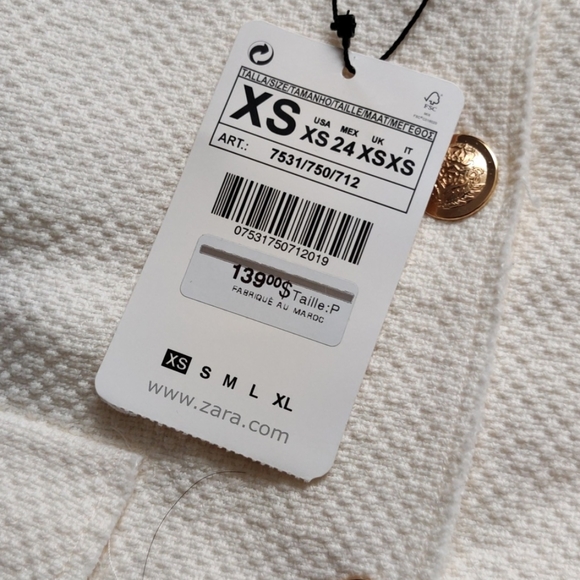 TALLA/SIZE/TAMANHO/TAILLE/MAAT/ΜΕΓΕΘΟΣ
XS USA XS MEX 24 UK XS IT XS
ART.: 7531/750/712
07531750712019
139⁰⁰$ Taille:P
FABRIQUÉ AU MAROC
XS S M L XL
www.zara.com
FSC